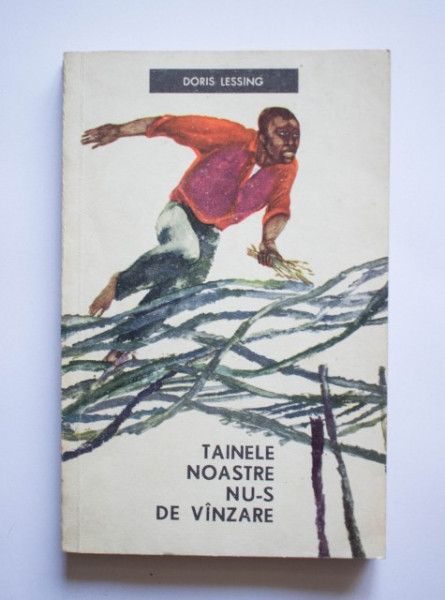 DORIS LESSING
TAINELE
NOASTRE
NU-S
DE VÎNZARE